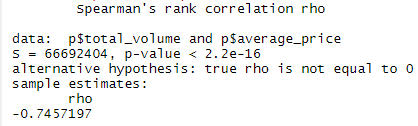 Spearman's rank correlation rho
data: p$total_volume and p$average_price
S = 66692404, p-value < 2.2e-16
alternative hypothesis: true rho is not equal to 0
sample estimates:
rho
-0.7457197